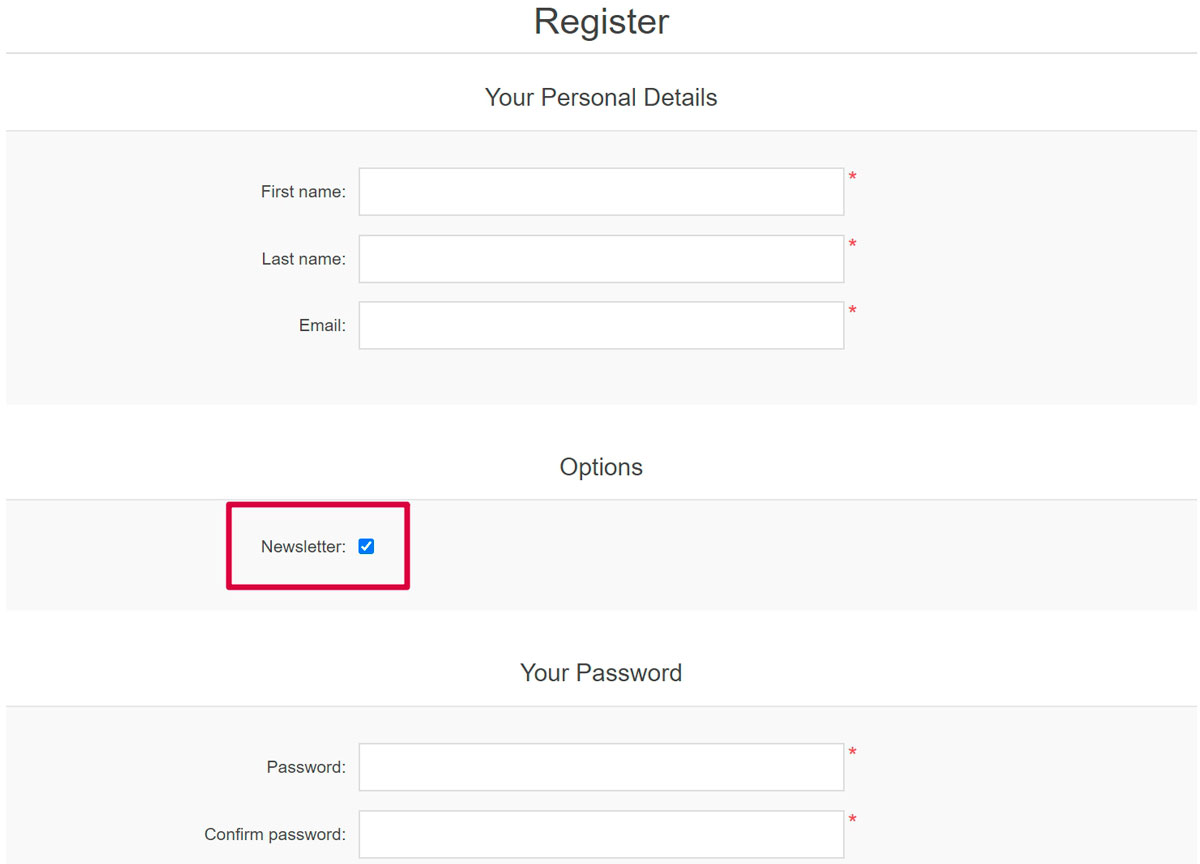 Register
Your Personal Details
First name: *
Last name: *
Email: *
Options
Newsletter:
Your Password
Password: *
Confirm password: *